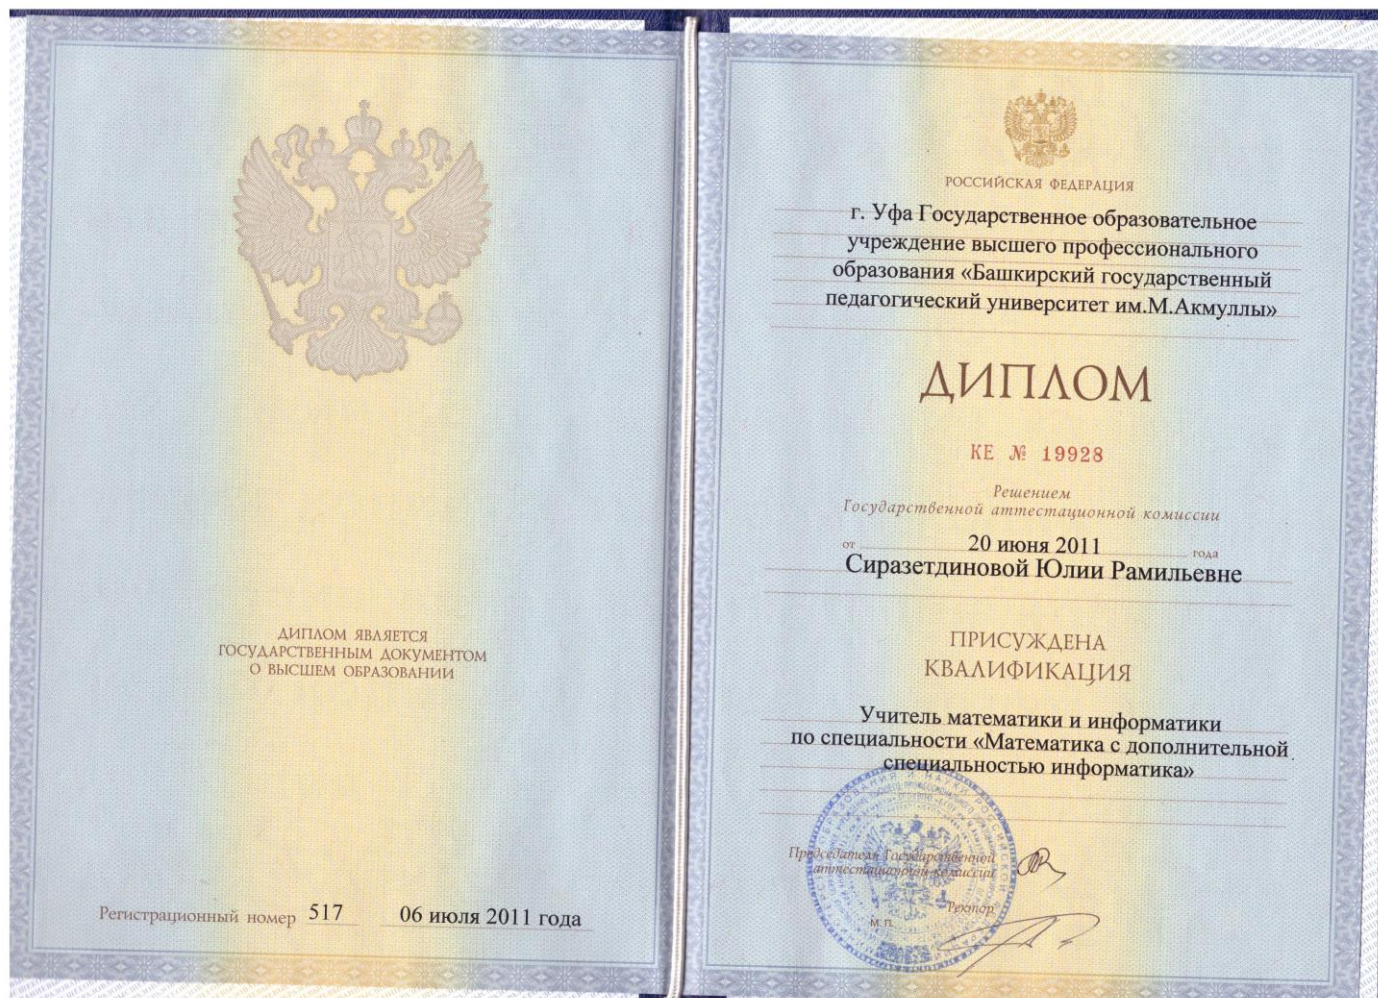 ДИПЛОМ ЯВЛЯЕТСЯ
ГОСУДАРСТВЕННЫМ ДОКУМЕНТОМ
О ВЫСШЕМ ОБРАЗОВАНИИ
Регистрационный номер 517 06 июля 2011 года
РОССИЙСКАЯ ФЕДЕРАЦИЯ
г. Уфа Государственное образовательное
учреждение высшего профессионального
образования «Башкирский государственный
педагогический университет им.М.Акмуллы»
ДИПЛОМ
КЕ № 19928
Решением
Государственной аттестационной комиссии
от 20 июня 2011 года
Сиразетдиновой Юлии Рамильевне
ПРИСУЖДЕНА
КВАЛИФИКАЦИЯ
Учитель математики и информатики
по специальности «Математика с дополнительной
специальностью информатика»
Председатель Государственной
аттестационной комиссии
Ректор
М.П.